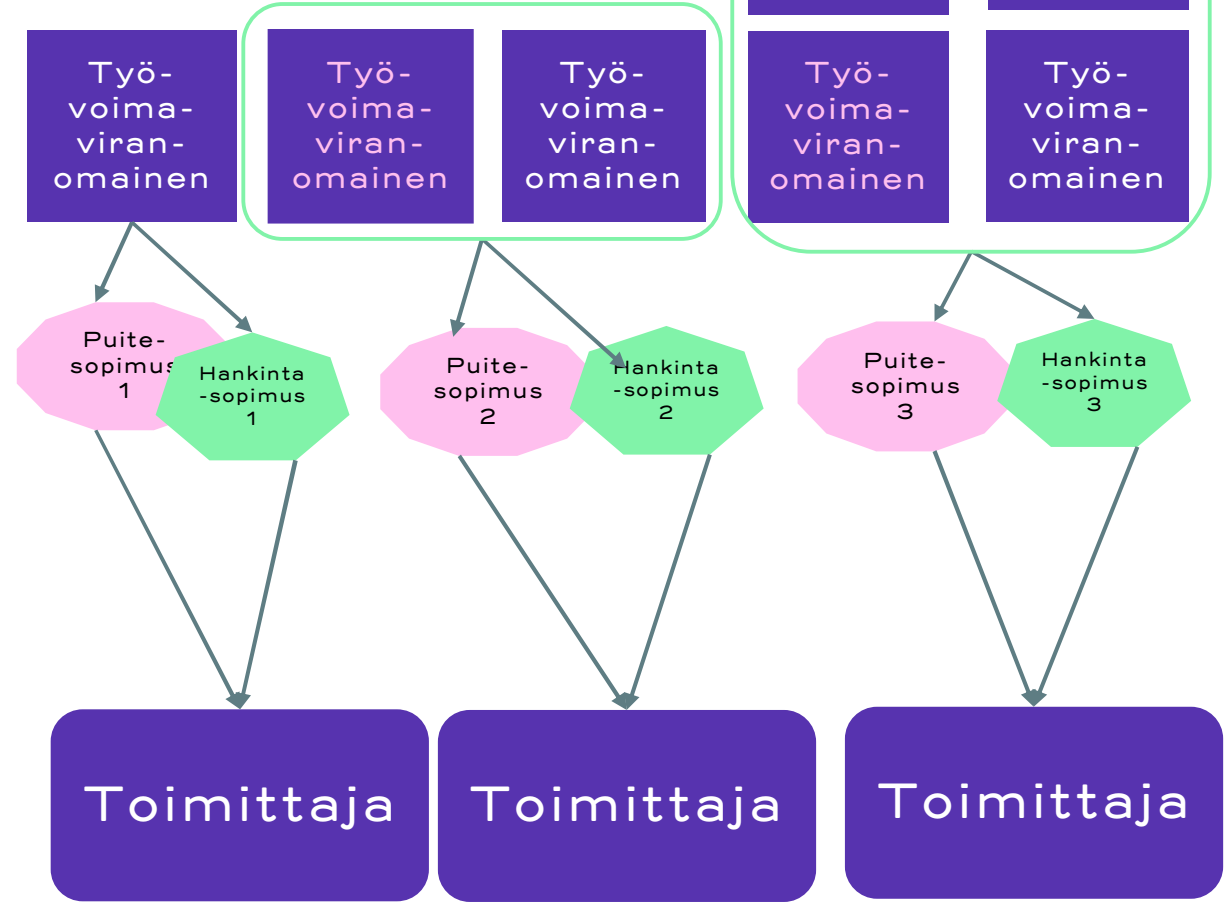 Työ-
voima-
viran-
omainen
Työ-
voima-
viran-
omainen
Työ-
voima-
viran-
omainen
Työ-
voima-
viran-
omainen
Työ-
voima-
viran-
omainen
Puite-
sopimus
1
Hankinta
-sopimus
1
Puite-
sopimus
2
Hankinta
-sopimus
2
Puite-
sopimus
3
Hankinta
-sopimus
3
Toimittaja
Toimittaja
Toimittaja